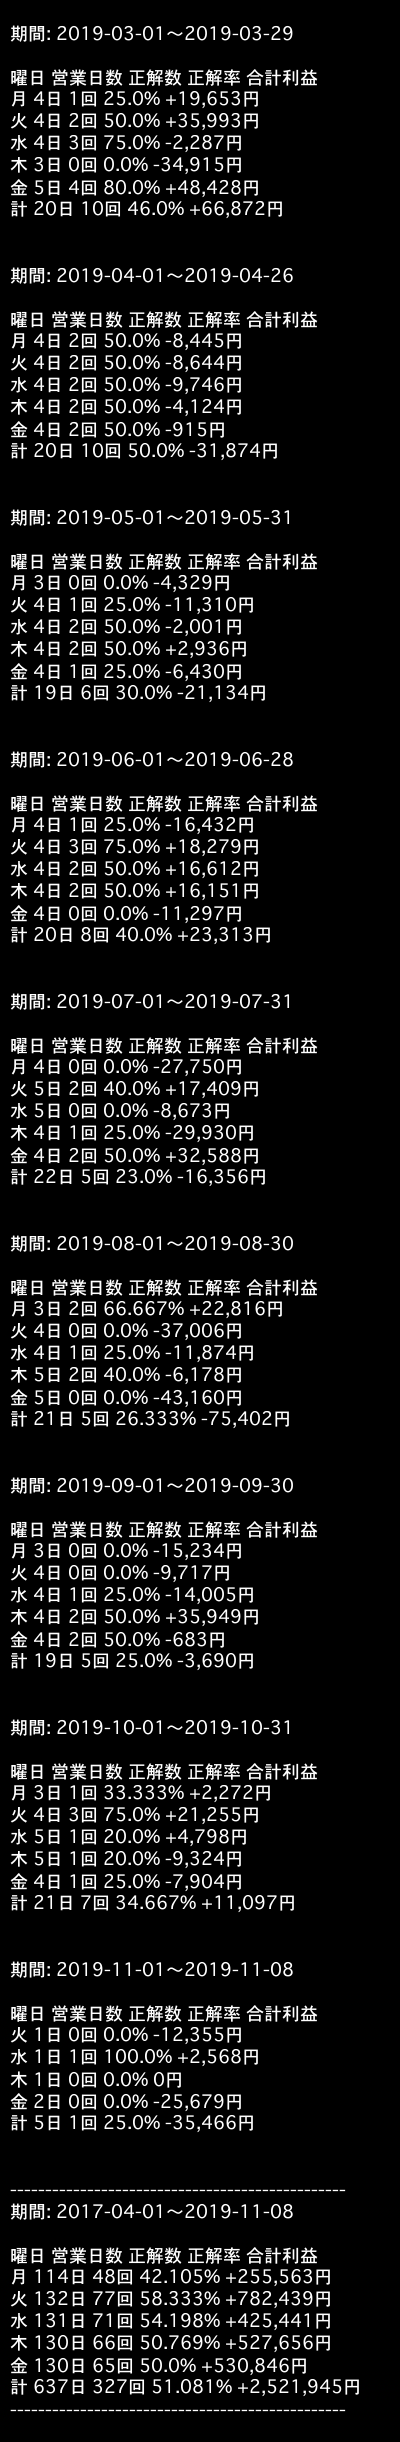 期間: 2019-03-01〜2019-03-29
曜日 営業日数 正解数 正解率 合計利益
月 4日 1回 25.0% +19,653円
火 4日 2回 50.0% +35,993円
水 4日 3回 75.0% -2,287円
木 3日 0回 0.0% -34,915円
金 5日 4回 80.0% +48,428円
計 20日 10回 46.0% +66,872円
期間: 2019-04-01〜2019-04-26
曜日 営業日数 正解数 正解率 合計利益
月 4日 2回 50.0% -8,445円
火 4日 2回 50.0% -8,644円
水 4日 2回 50.0% -9,746円
木 4日 2回 50.0% -4,124円
金 4日 2回 50.0% -915円
計 20日 10回 50.0% -31,874円
期間: 2019-05-01〜2019-05-31
曜日 営業日数 正解数 正解率 合計利益
月 3日 0回 0.0% -4,329円
火 4日 1回 25.0% -11,310円
水 4日 2回 50.0% -2,001円
木 4日 2回 50.0% +2,936円
金 4日 1回 25.0% -6,430円
計 19日 6回 30.0% -21,134円
期間: 2019-06-01〜2019-06-28
曜日 営業日数 正解数 正解率 合計利益
月 4日 1回 25.0% -16,432円
火 4日 3回 75.0% +18,279円
水 4日 2回 50.0% +16,612円
木 4日 2回 50.0% +16,151円
金 4日 0回 0.0% -11,297円
計 20日 8回 40.0% +23,313円
期間: 2019-07-01〜2019-07-31
曜日 営業日数 正解数 正解率 合計利益
月 4日 0回 0.0% -27,750円
火 5日 2回 40.0% +17,409円
水 5日 0回 0.0% -8,673円
木 4日 1回 25.0% -29,930円
金 4日 2回 50.0% +32,588円
計 22日 5回 23.0% -16,356円
期間: 2019-08-01〜2019-08-30
曜日 営業日数 正解数 正解率 合計利益
月 3日 2回 66.667% +22,816円
火 4日 0回 0.0% -37,006円
水 4日 1回 25.0% -11,874円
木 5日 2回 40.0% -6,178円
金 5日 0回 0.0% -43,160円
計 21日 5回 26.333% -75,402円
期間: 2019-09-01〜2019-09-30
曜日 営業日数 正解数 正解率 合計利益
月 3日 0回 0.0% -15,234円
火 4日 0回 0.0% -9,717円
水 4日 1回 25.0% -14,005円
木 4日 2回 50.0% +35,949円
金 4日 2回 50.0% -683円
計 19日 5回 25.0% -3,690円
期間: 2019-10-01〜2019-10-31
曜日 営業日数 正解数 正解率 合計利益
月 3日 1回 33.333% +2,272円
火 4日 3回 75.0% +21,255円
水 5日 1回 20.0% +4,798円
木 5日 1回 20.0% -9,324円
金 4日 1回 25.0% -7,904円
計 21日 7回 34.667% +11,097円
期間: 2019-11-01〜2019-11-08
曜日 営業日数 正解数 正解率 合計利益
火 1日 0回 0.0% -12,355円
水 1日 1回 100.0% +2,568円
木 1日 0回 0.0% 0円
金 2日 0回 0.0% -25,679円
計 5日 1回 25.0% -35,466円
------------------------------------------------
期間: 2017-04-01〜2019-11-08
曜日 営業日数 正解数 正解率 合計利益
月 114日 48回 42.105% +255,563円
火 132日 77回 58.333% +782,439円
水 131日 71回 54.198% +425,441円
木 130日 66回 50.769% +527,656円
金 130日 65回 50.0% +530,846円
計 637日 327回 51.081% +2,521,945円
------------------------------------------------